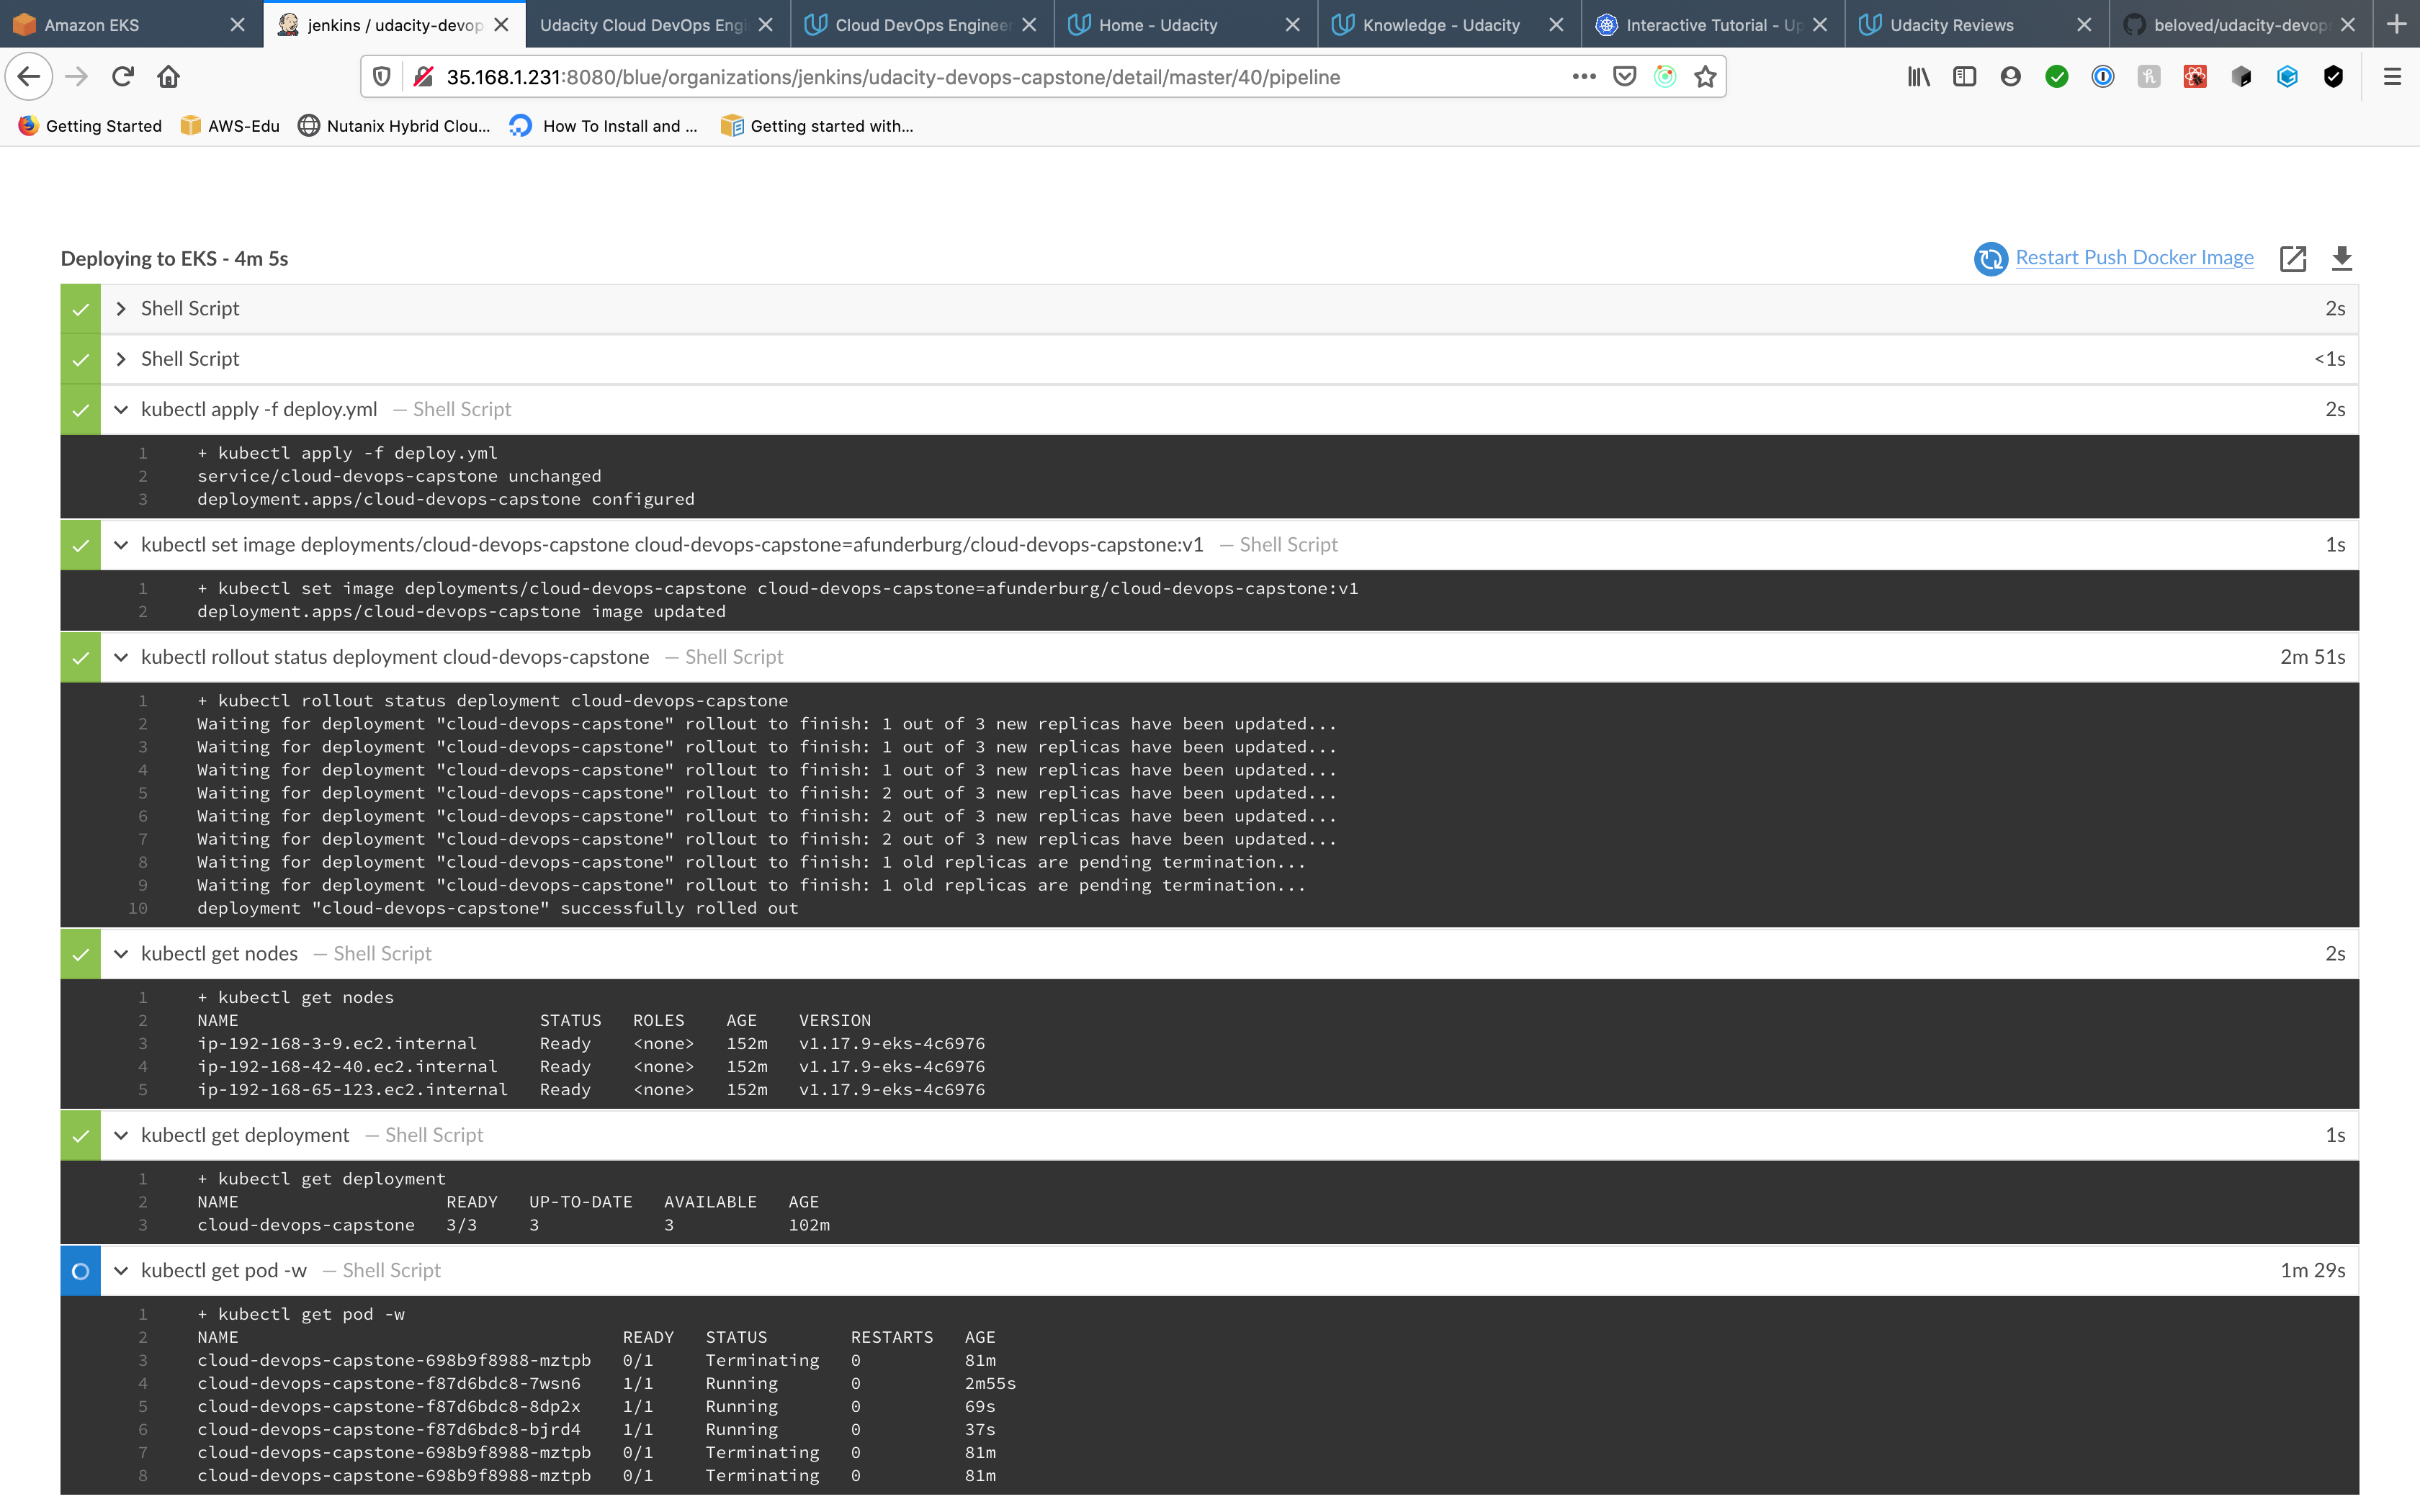 Amazon EKS
jenkins / udacity-devop
Udacity Cloud DevOps Engi
Cloud DevOps Engineer
Home - Udacity
Knowledge - Udacity
Interactive Tutorial - Up
Udacity Reviews
beloved/udacity-devops
35.168.1.231:8080/blue/organizations/jenkins/udacity-devops-capstone/detail/master/40/pipeline
Getting Started
AWS-Edu
Nutanix Hybrid Clou...
How To Install and ...
Getting started with...
Deploying to EKS - 4m 5s
Restart Push Docker Image
Shell Script 2s
Shell Script <1s
kubectl apply -f deploy.yml — Shell Script 2s
1 + kubectl apply -f deploy.yml
2 service/cloud-devops-capstone unchanged
3 deployment.apps/cloud-devops-capstone configured
kubectl set image deployments/cloud-devops-capstone cloud-devops-capstone=afunderburg/cloud-devops-capstone:v1 — Shell Script 1s
1 + kubectl set image deployments/cloud-devops-capstone cloud-devops-capstone=afunderburg/cloud-devops-capstone:v1
2 deployment.apps/cloud-devops-capstone image updated
kubectl rollout status deployment cloud-devops-capstone — Shell Script 2m 51s
1 + kubectl rollout status deployment cloud-devops-capstone
2 Waiting for deployment "cloud-devops-capstone" rollout to finish: 1 out of 3 new replicas have been updated...
3 Waiting for deployment "cloud-devops-capstone" rollout to finish: 1 out of 3 new replicas have been updated...
4 Waiting for deployment "cloud-devops-capstone" rollout to finish: 1 out of 3 new replicas have been updated...
5 Waiting for deployment "cloud-devops-capstone" rollout to finish: 2 out of 3 new replicas have been updated...
6 Waiting for deployment "cloud-devops-capstone" rollout to finish: 2 out of 3 new replicas have been updated...
7 Waiting for deployment "cloud-devops-capstone" rollout to finish: 2 out of 3 new replicas have been updated...
8 Waiting for deployment "cloud-devops-capstone" rollout to finish: 1 old replicas are pending termination...
9 Waiting for deployment "cloud-devops-capstone" rollout to finish: 1 old replicas are pending termination...
10 deployment "cloud-devops-capstone" successfully rolled out
kubectl get nodes — Shell Script 2s
1 + kubectl get nodes
2 NAME STATUS ROLES AGE VERSION
3 ip-192-168-3-9.ec2.internal Ready <none> 152m v1.17.9-eks-4c6976
4 ip-192-168-42-40.ec2.internal Ready <none> 152m v1.17.9-eks-4c6976
5 ip-192-168-65-123.ec2.internal Ready <none> 152m v1.17.9-eks-4c6976
kubectl get deployment — Shell Script 1s
1 + kubectl get deployment
2 NAME READY UP-TO-DATE AVAILABLE AGE
3 cloud-devops-capstone 3/3 3 3 102m
kubectl get pod -w — Shell Script 1m 29s
1 + kubectl get pod -w
2 NAME READY STATUS RESTARTS AGE
3 cloud-devops-capstone-698b9f8988-mztpb 0/1 Terminating 0 81m
4 cloud-devops-capstone-f87d6bdc8-7wsn6 1/1 Running 0 2m55s
5 cloud-devops-capstone-f87d6bdc8-8dp2x 1/1 Running 0 69s
6 cloud-devops-capstone-f87d6bdc8-bjrd4 1/1 Running 0 37s
7 cloud-devops-capstone-698b9f8988-mztpb 0/1 Terminating 0 81m
8 cloud-devops-capstone-698b9f8988-mztpb 0/1 Terminating 0 81m